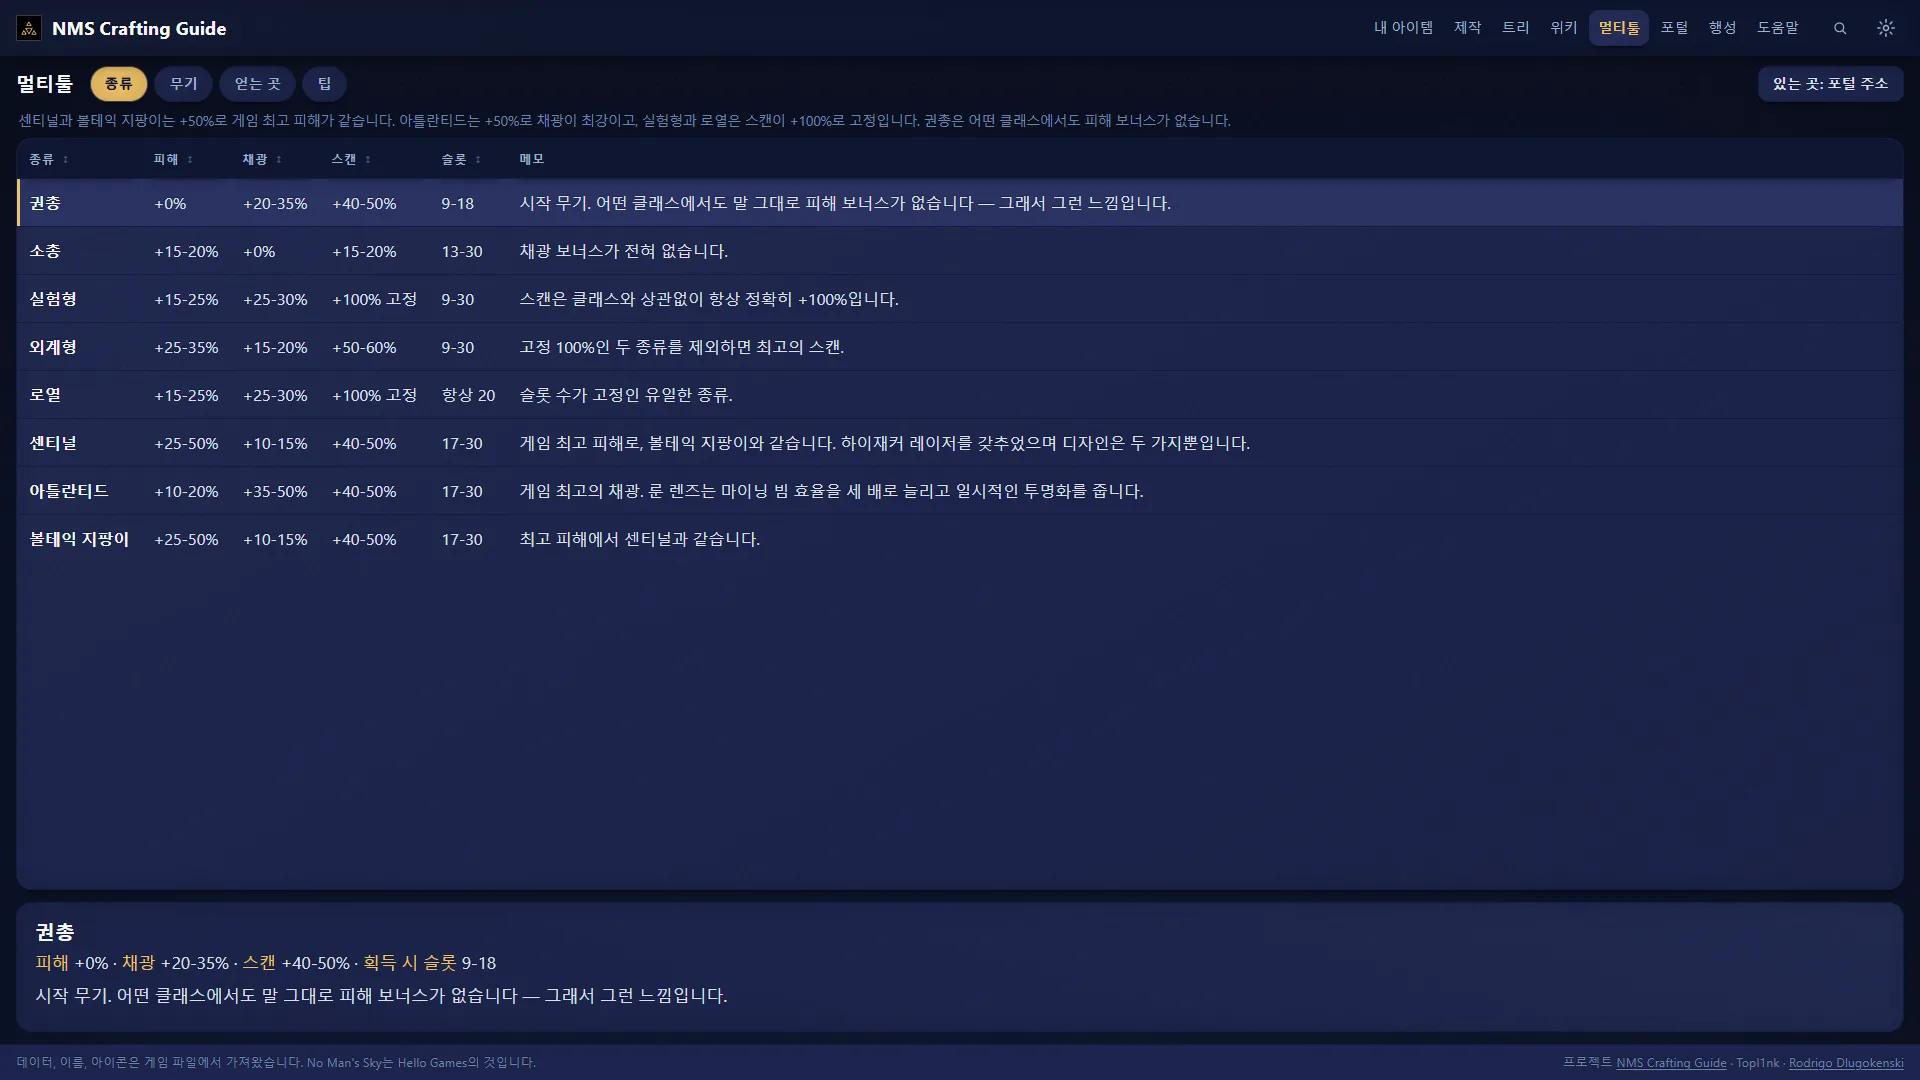 NMS Crafting Guide 내 아이템 제작 트리 위키 멀티툴 포털 행성 도움말
멀티툴 종류 무기 얻는 곳 팁 있는 곳: 포털 주소
센티널과 볼테익 지팡이는 +50%로 게임 최고 피해가 같습니다. 아틀란티드는 +50%로 채광이 최강이고, 실험형과 로열은 스캔이 +100%로 고정입니다. 권총은 어떤 클래스에서도 피해 보너스가 없습니다.
종류 ↕ 피해 ↕ 채광 ↕ 스캔 ↕ 슬롯 ↕ 메모
권총 +0% +20-35% +40-50% 9-18 시작 무기. 어떤 클래스에서도 말 그대로 피해 보너스가 없습니다 — 그래서 그런 느낌입니다.
소총 +15-20% +0% +15-20% 13-30 채광 보너스가 전혀 없습니다.
실험형 +15-25% +25-30% +100% 고정 9-30 스캔은 클래스와 상관없이 항상 정확히 +100%입니다.
외계형 +25-35% +15-20% +50-60% 9-30 고정 100%인 두 종류를 제외하면 최고의 스캔.
로열 +15-25% +25-30% +100% 고정 항상 20 슬롯 수가 고정인 유일한 종류.
센티널 +25-50% +10-15% +40-50% 17-30 게임 최고 피해로, 볼테익 지팡이와 같습니다. 하이재커 레이저를 갖추었으며 디자인은 두 가지뿐입니다.
아틀란티드 +10-20% +35-50% +40-50% 17-30 게임 최고의 채광. 룬 렌즈는 마이닝 빔 효율을 세 배로 늘리고 일시적인 투명화를 줍니다.
볼테익 지팡이 +25-50% +10-15% +40-50% 17-30 최고 피해에서 센티널과 같습니다.
권총
피해 +0% · 채광 +20-35% · 스캔 +40-50% · 획득 시 슬롯 9-18
시작 무기. 어떤 클래스에서도 말 그대로 피해 보너스가 없습니다 — 그래서 그런 느낌입니다.
데이터, 이름, 아이콘은 게임 파일에서 가져왔습니다. No Man's Sky는 Hello Games의 것입니다. 프로젝트 NMS Crafting Guide · Topl1nk · Rodrigo Dlugokenski